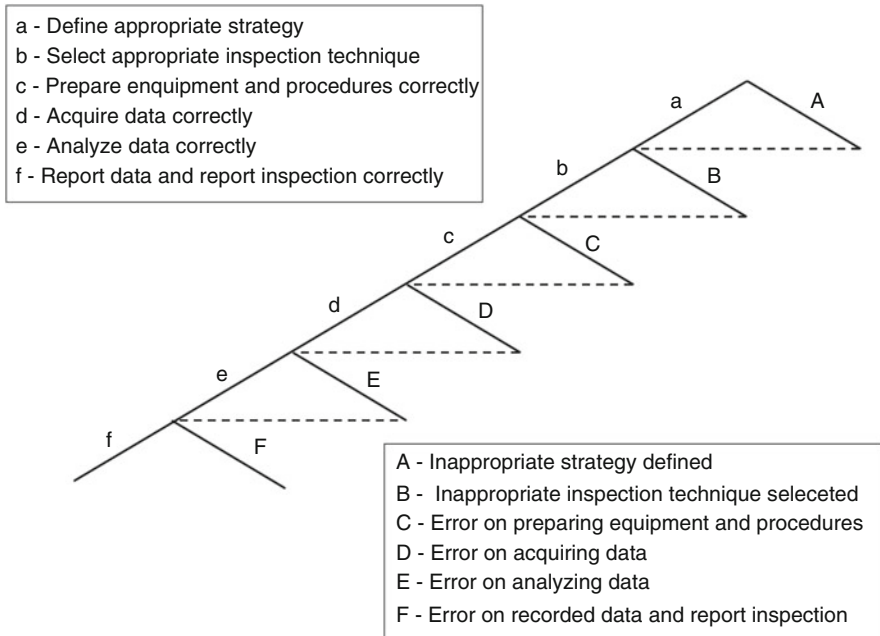 a - Define appropriate strategy
b - Select appropriate inspection technique
c - Prepare enquipment and procedures correctly
d - Acquire data correctly
e - Analyze data correctly
f - Report data and report inspection correctly
a
A
b
B
c
C
d
D
e
E
f
F
A - Inappropriate strategy defined
B - Inappropriate inspection technique seleceted
C - Error on preparing equipment and procedures
D - Error on acquiring data
E - Error on analyzing data
F - Error on recorded data and report inspection